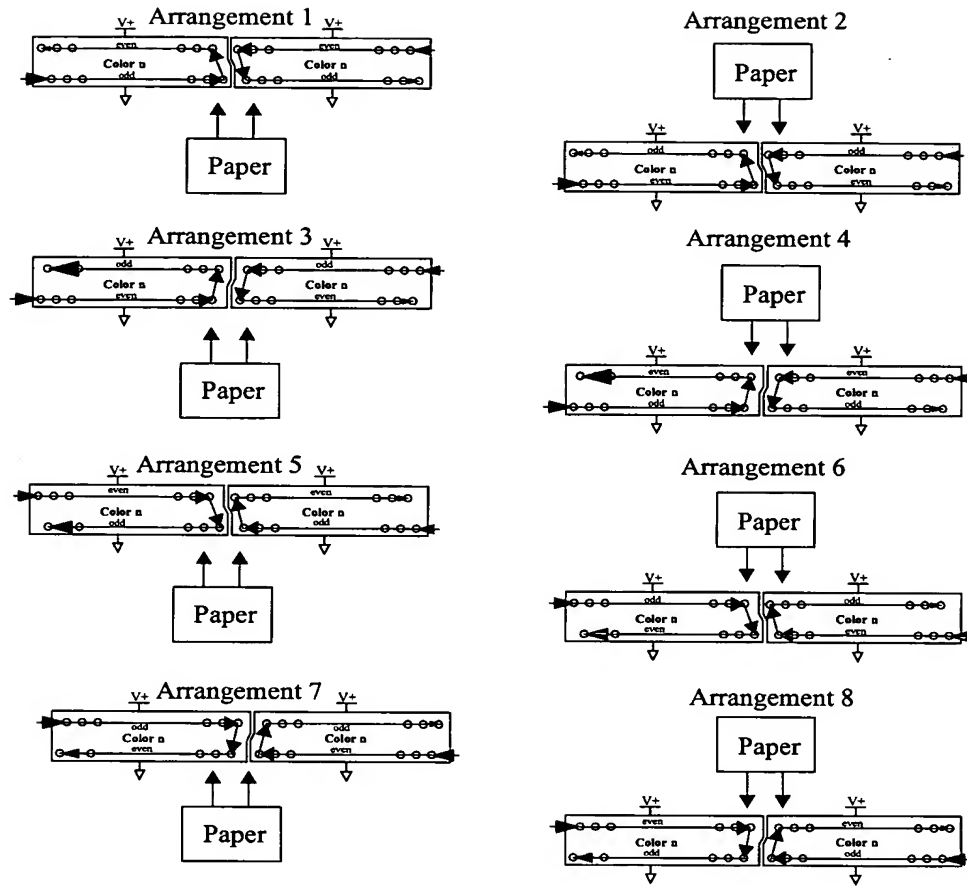 Arrangement 1
V+ V+
even even
Color n Color n
odd odd
Paper
Arrangement 2
Paper
V+ V+
odd odd
Color n Color n
even even
Arrangement 3
V+ V+
odd odd
Color n Color n
even even
Paper
Arrangement 4
Paper
V+ V+
even even
Color n Color n
odd odd
Arrangement 5
V+ V+
even even
Color n Color n
odd odd
Paper
Arrangement 6
Paper
V+ V+
odd odd
Color n Color n
even even
Arrangement 7
V+ V+
odd odd
Color n Color n
even even
Paper
Arrangement 8
Paper
V+ V+
even even
Color n Color n
odd odd